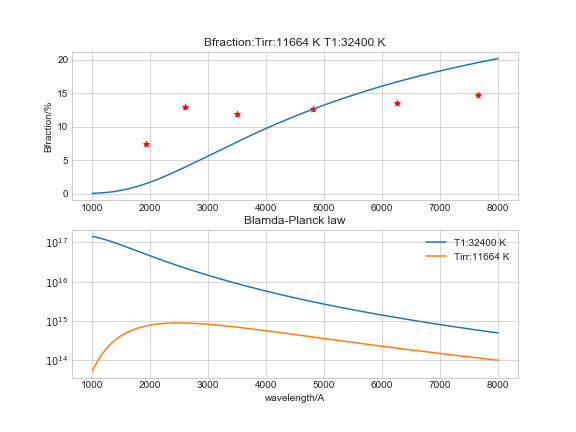 Bfraction:Tirr:11664 K T1:32400 K
20
15
10
5
0
Bfraction/%
1000 2000 3000 4000 5000 6000 7000 8000
Blamda-Planck law
10^17
10^16
10^15
10^14
T1:32400 K
Tirr:11664 K
1000 2000 3000 4000 5000 6000 7000 8000
wavelength/A